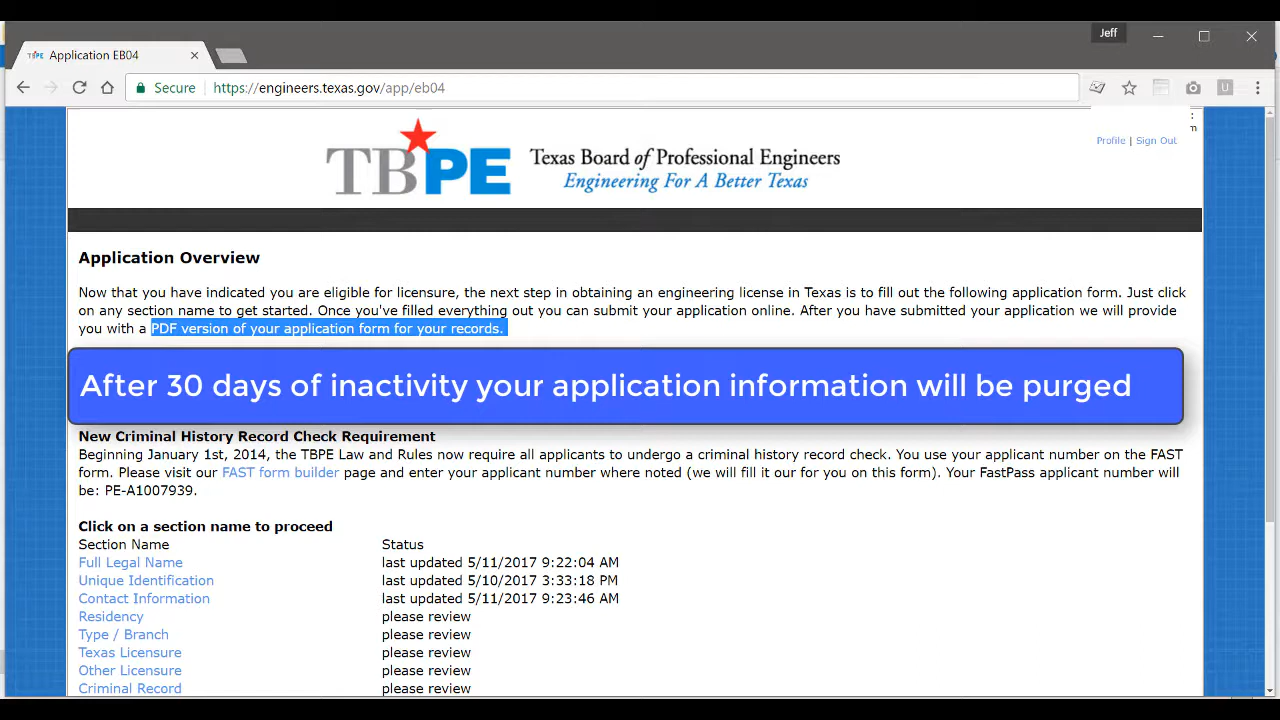 Jeff
TBPE Application EB04
Secure https://engineers.texas.gov/app/eb04
Profile | Sign Out
TBPE Texas Board of Professional Engineers
Engineering For A Better Texas
Application Overview
Now that you have indicated you are eligible for licensure, the next step in obtaining an engineering license in Texas is to fill out the following application form. Just click
on any section name to get started. Once you've filled everything out you can submit your application online. After you have submitted your application we will provide
you with a PDF version of your application form for your records.
After 30 days of inactivity your application information will be purged
New Criminal History Record Check Requirement
Beginning January 1st, 2014, the TBPE Law and Rules now require all applicants to undergo a criminal history record check. You use your applicant number on the FAST
form. Please visit our FAST form builder page and enter your applicant number where noted (we will fill it our for you on this form). Your FastPass applicant number will
be: PE-A1007939.
Click on a section name to proceed
Section Name Status
Full Legal Name last updated 5/11/2017 9:22:04 AM
Unique Identification last updated 5/10/2017 3:33:18 PM
Contact Information last updated 5/11/2017 9:23:46 AM
Residency please review
Type / Branch please review
Texas Licensure please review
Other Licensure please review
Criminal Record please review